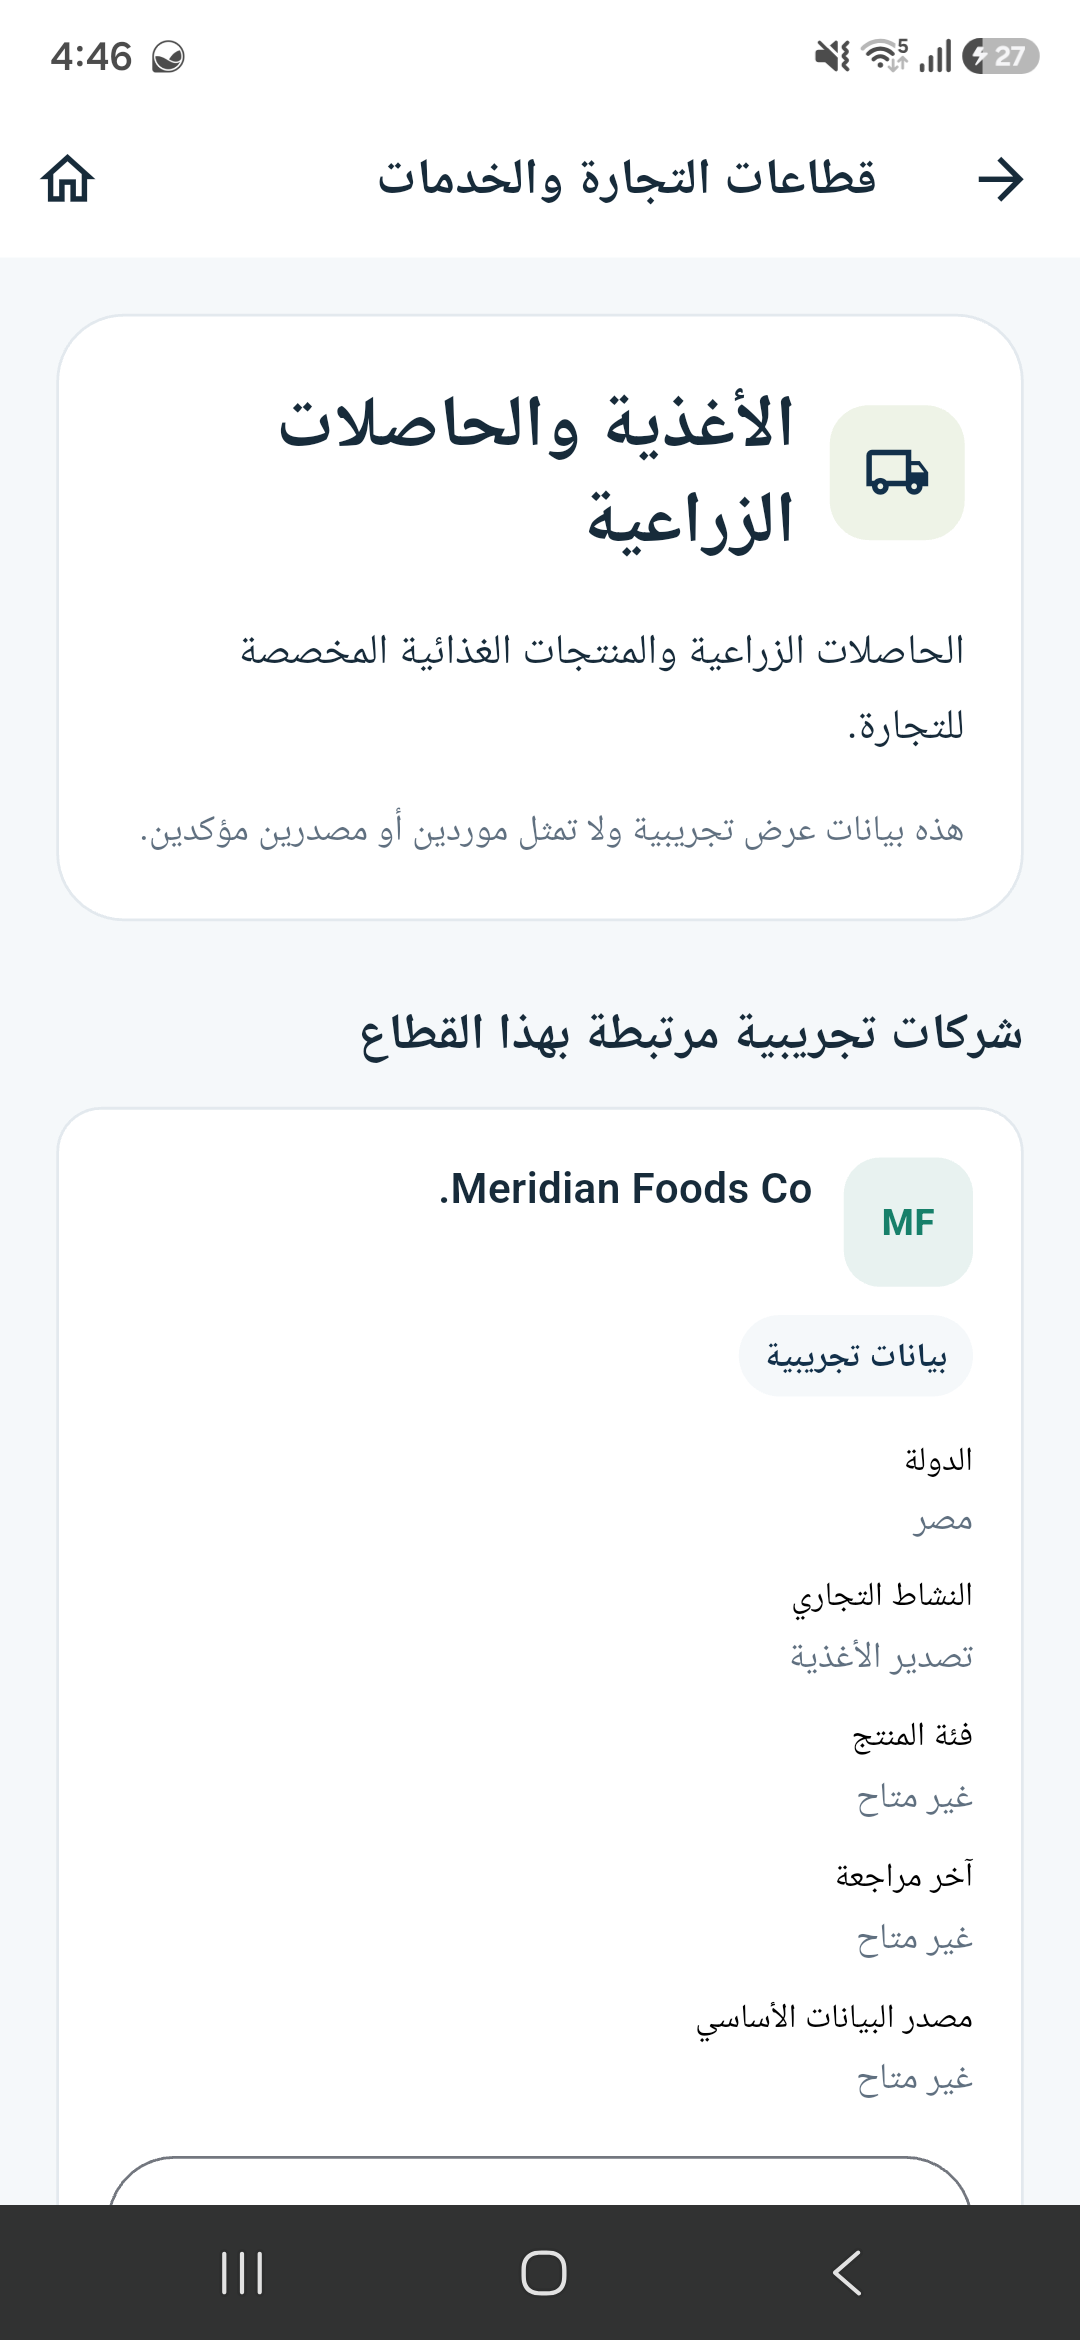 4:46
5
27
قطاعات التجارة والخدمات
الأغذية والحاصلات
الزراعية
الحاصلات الزراعية والمنتجات الغذائية المخصصة
للتجارة.
هذه بيانات عرض تجريبية ولا تمثل موردين أو مصدرين مؤكدين.
شركات تجريبية مرتبطة بهذا القطاع
MF
Meridian Foods Co.
بيانات تجريبية
الدولة
مصر
النشاط التجاري
تصدير الأغذية
فئة المنتج
غير متاح
آخر مراجعة
غير متاح
مصدر البيانات الأساسي
غير متاح